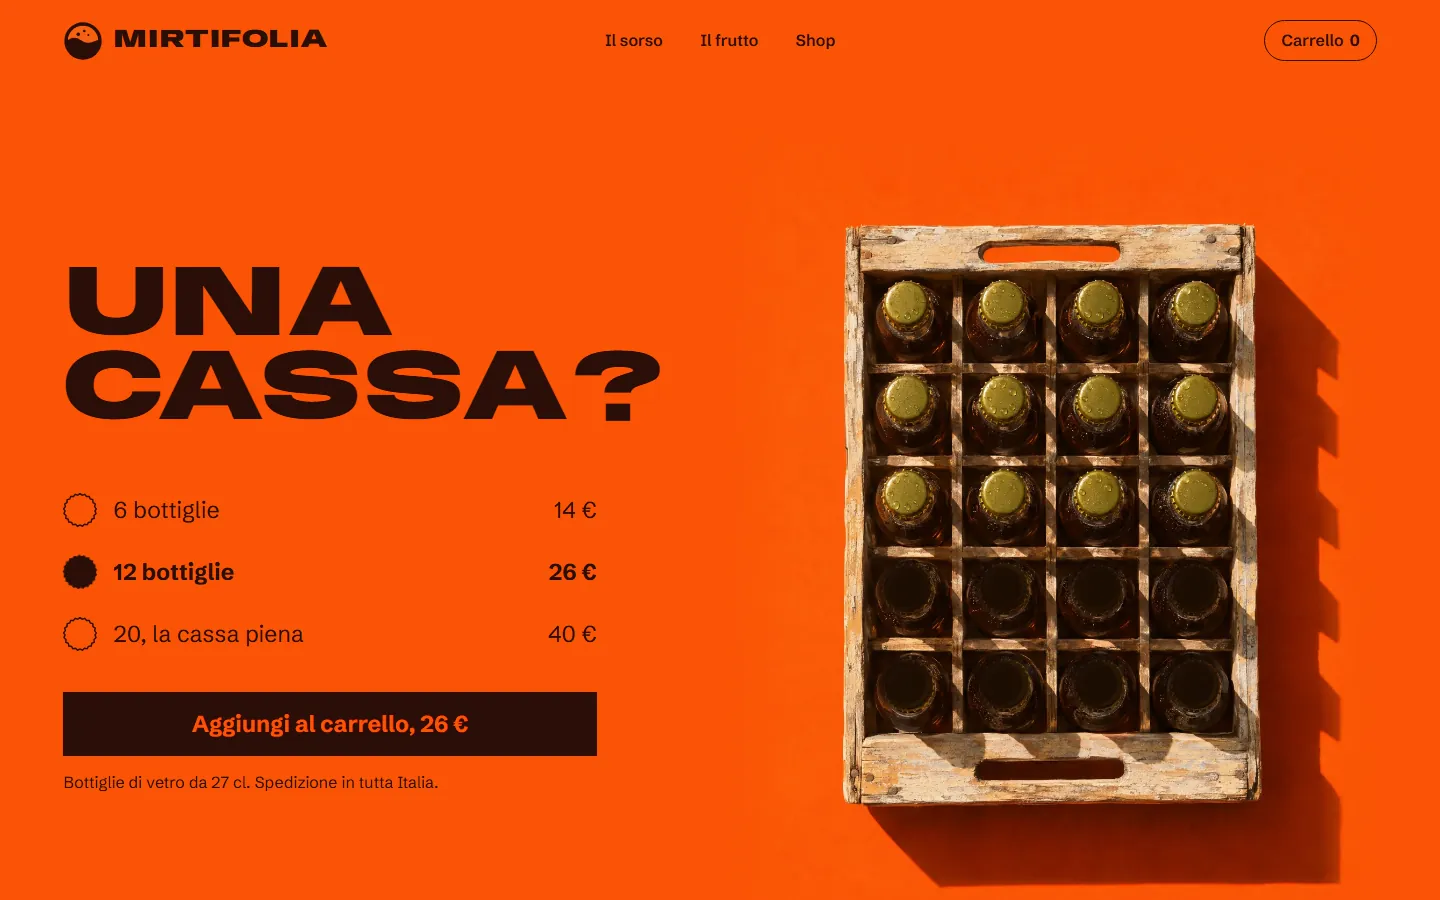 MIRTIFOLIA
Il sorso
Il frutto
Shop
Carrello 0
UNA
CASSA?
6 bottiglie
14 €
12 bottiglie
26 €
20, la cassa piena
40 €
Aggiungi al carrello, 26 €
Bottiglie di vetro da 27 cl. Spedizione in tutta Italia.